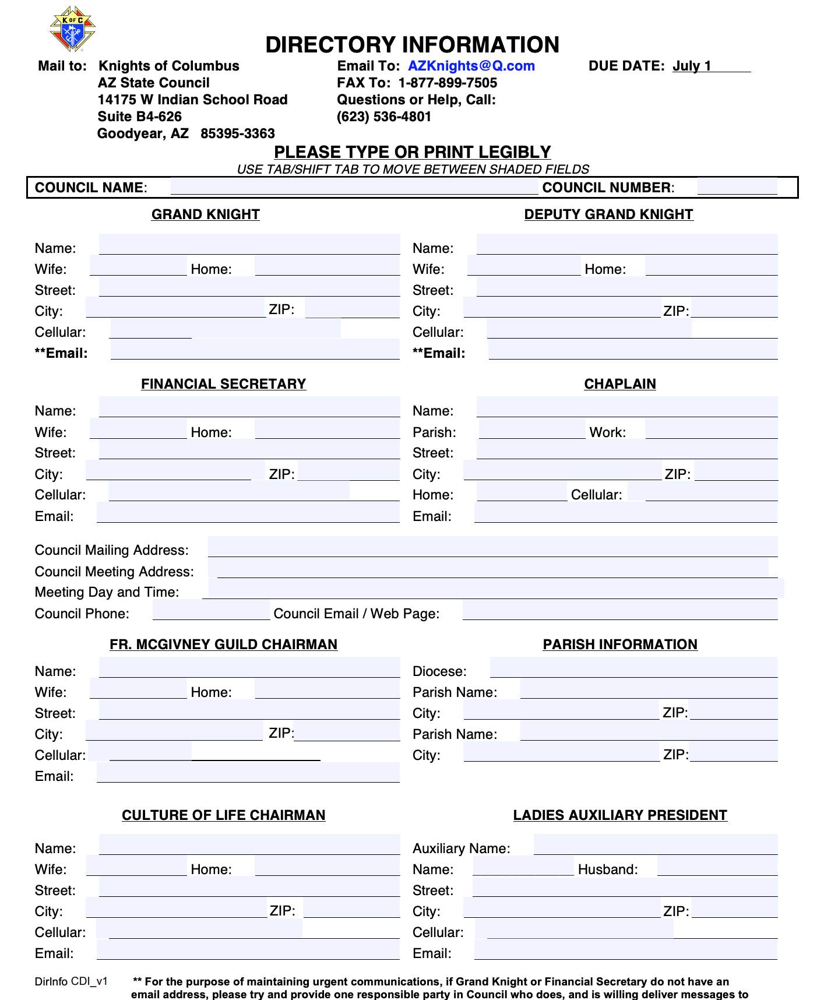 K OF C
DIRECTORY INFORMATION
Mail to: Knights of Columbus Email To: AZKnights@Q.com DUE DATE: July 1
AZ State Council FAX To: 1-877-899-7505
14175 W Indian School Road Questions or Help, Call:
Suite B4-626 (623) 536-4801
Goodyear, AZ 85395-3363
PLEASE TYPE OR PRINT LEGIBLY
USE TAB/SHIFT TAB TO MOVE BETWEEN SHADED FIELDS
COUNCIL NAME: COUNCIL NUMBER:
GRAND KNIGHT DEPUTY GRAND KNIGHT
Name: Name:
Wife: Home: Wife: Home:
Street: Street:
City: ZIP: City: ZIP:
Cellular: Cellular:
**Email: **Email:
FINANCIAL SECRETARY CHAPLAIN
Name: Name:
Wife: Home: Parish: Work:
Street: Street:
City: ZIP: City: ZIP:
Cellular: Home: Cellular:
Email: Email:
Council Mailing Address:
Council Meeting Address:
Meeting Day and Time:
Council Phone: Council Email / Web Page:
FR. MCGIVNEY GUILD CHAIRMAN PARISH INFORMATION
Name: Diocese:
Wife: Home: Parish Name:
Street: City: ZIP:
City: ZIP: Parish Name:
Cellular: City: ZIP:
Email:
CULTURE OF LIFE CHAIRMAN LADIES AUXILIARY PRESIDENT
Name: Auxiliary Name:
Wife: Home: Name: Husband:
Street: Street:
City: ZIP: City: ZIP:
Cellular: Cellular:
Email: Email:
DirInfo CDI_v1 ** For the purpose of maintaining urgent communications, if Grand Knight or Financial Secretary do not have an
email address, please try and provide one responsible party in Council who does, and is willing deliver messages to